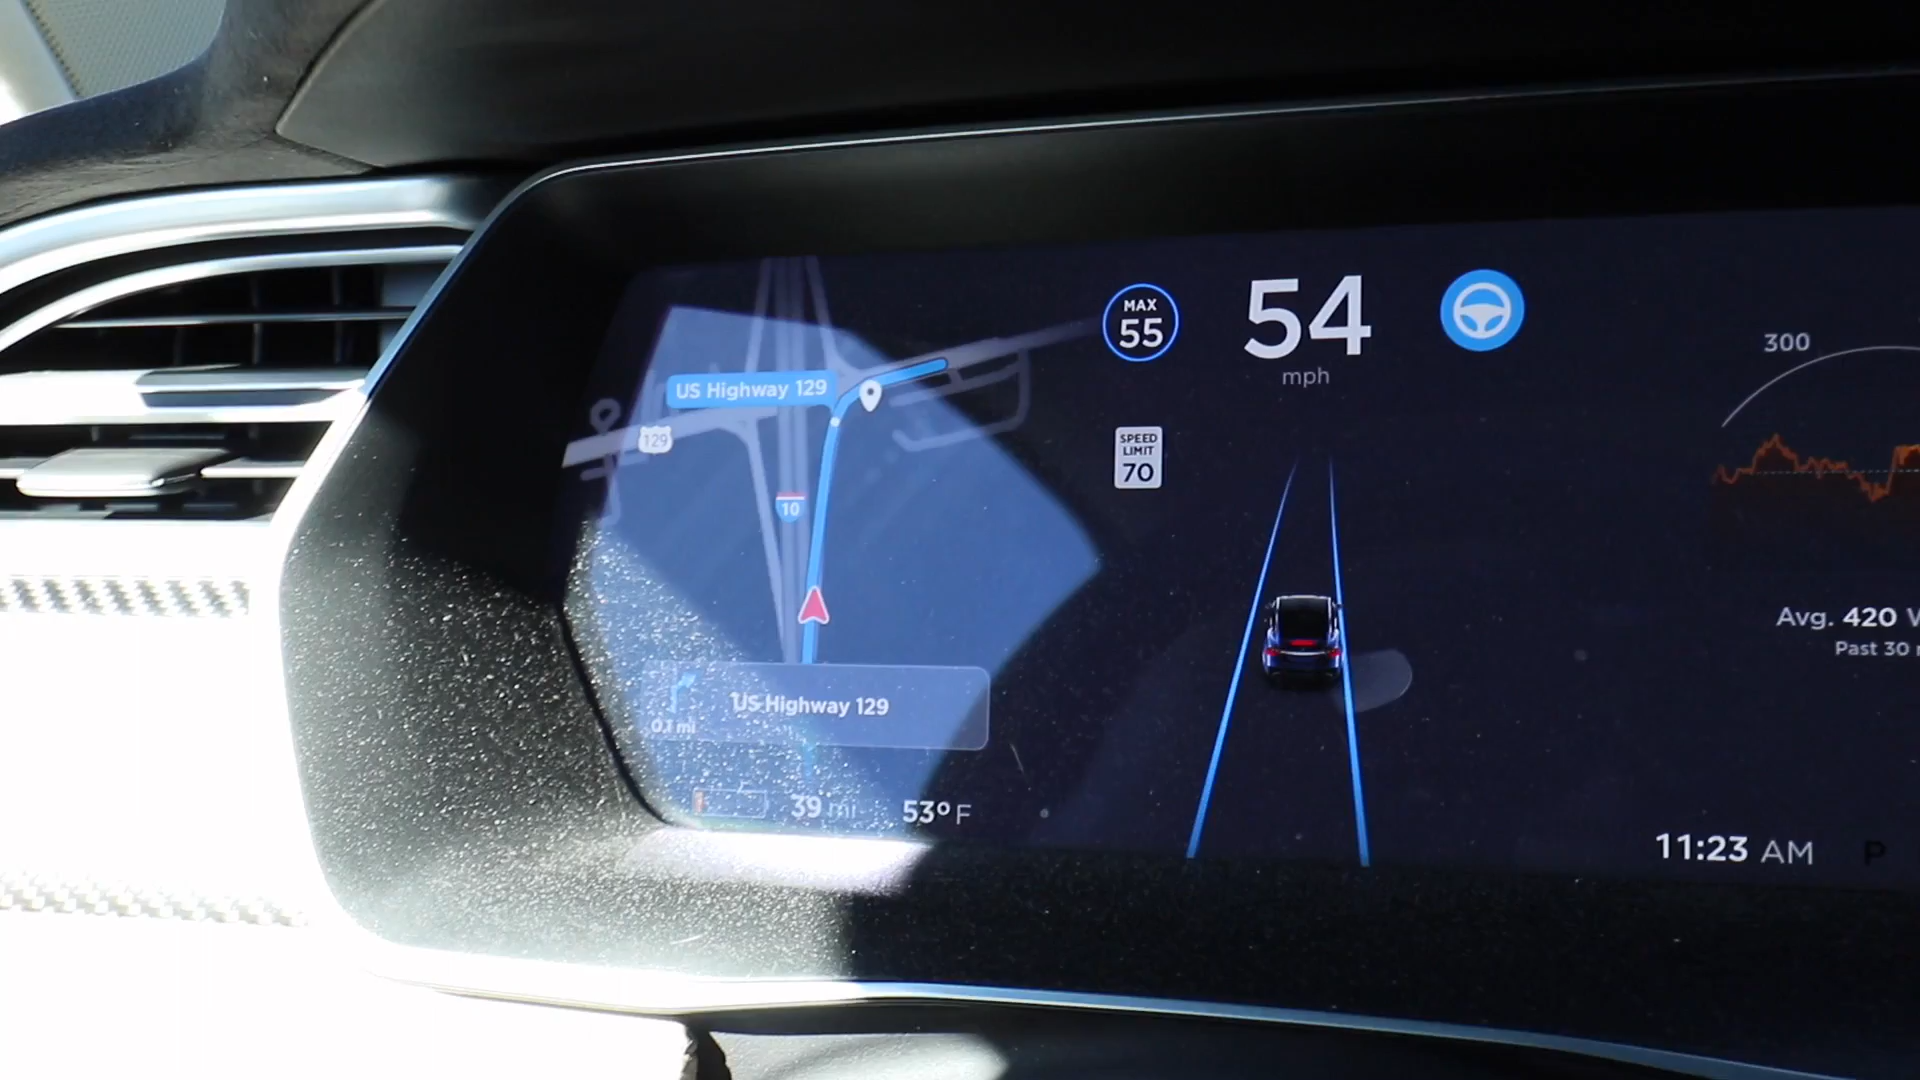 US Highway 129
129
10
US Highway 129
0.1 mi
39 mi
53° F
MAX
55
54
mph
SPEED
LIMIT
70
300
Avg. 420
Past 30
11:23 AM
P